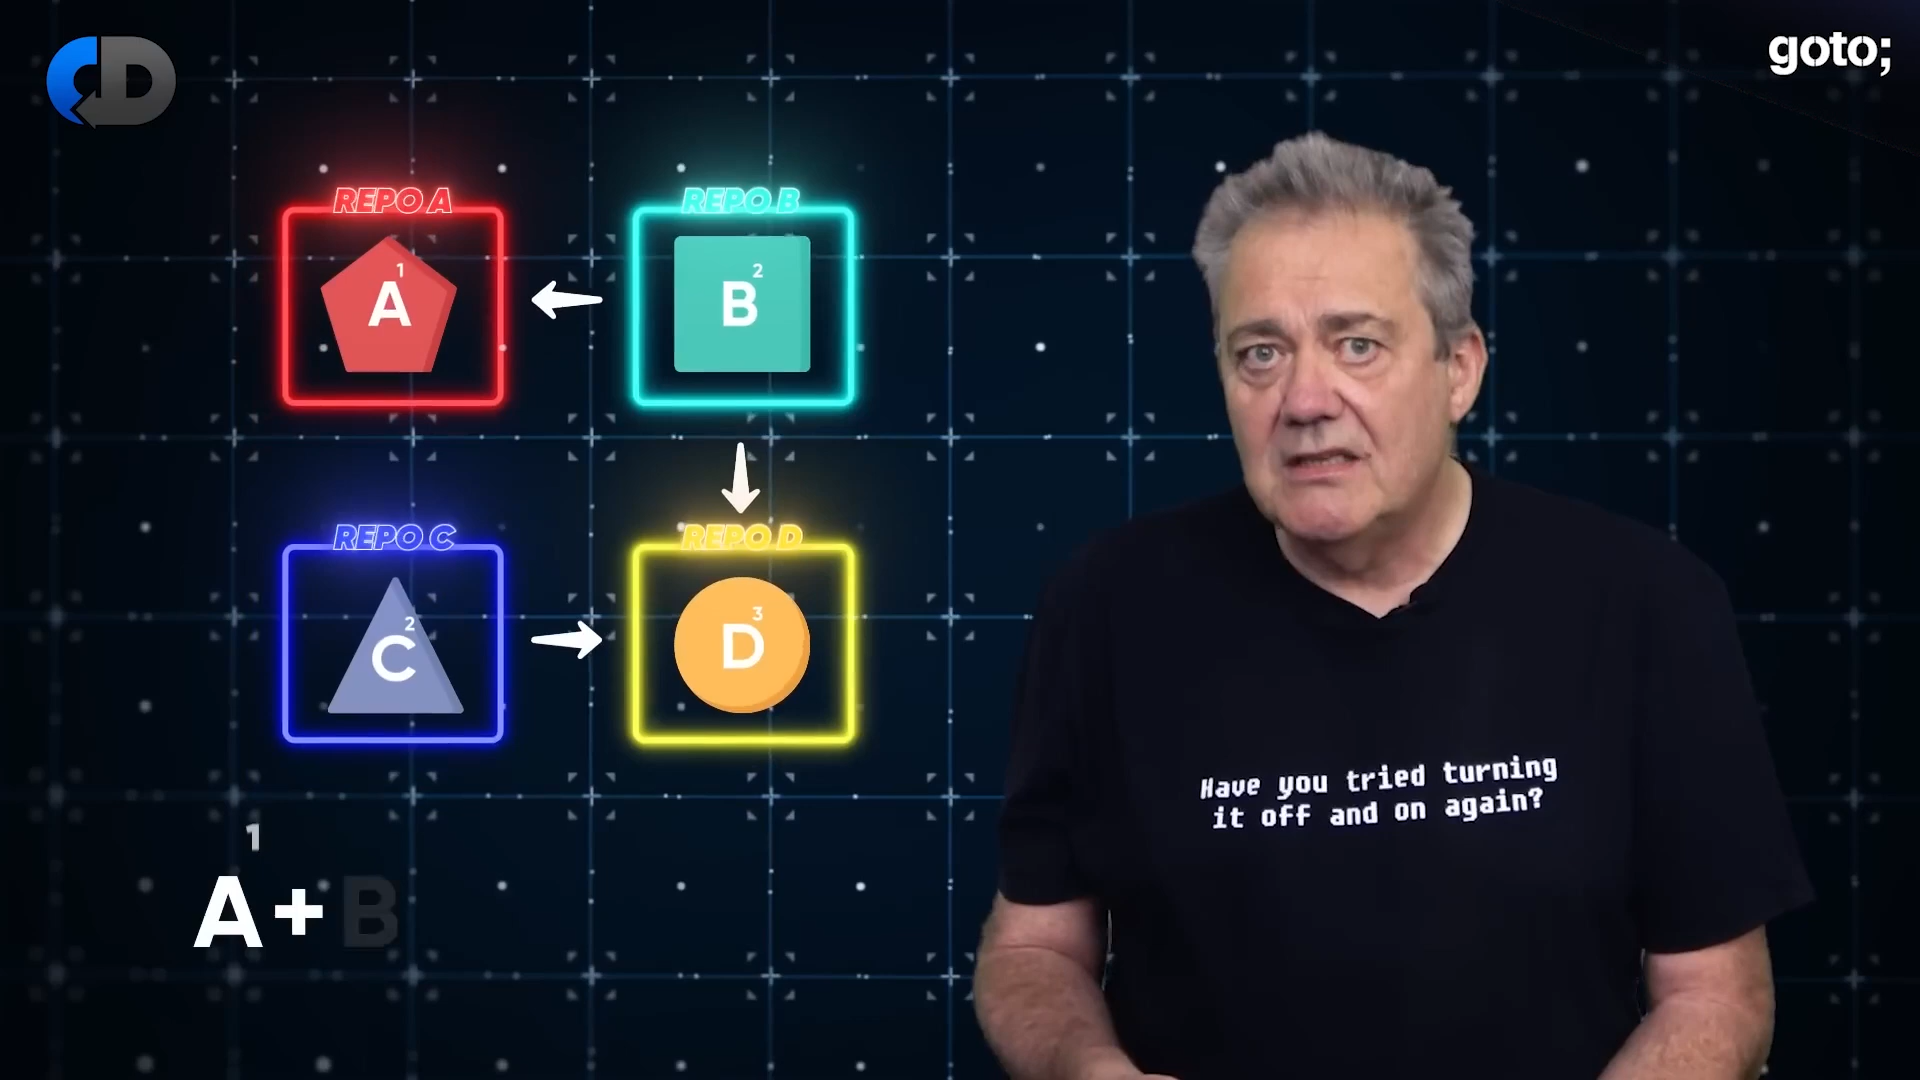 CD
goto;
REPO A
REPO B
1
A
2
B
REPO C
REPO D
2
C
3
D
1
A + B
Have you tried turning
it off and on again?